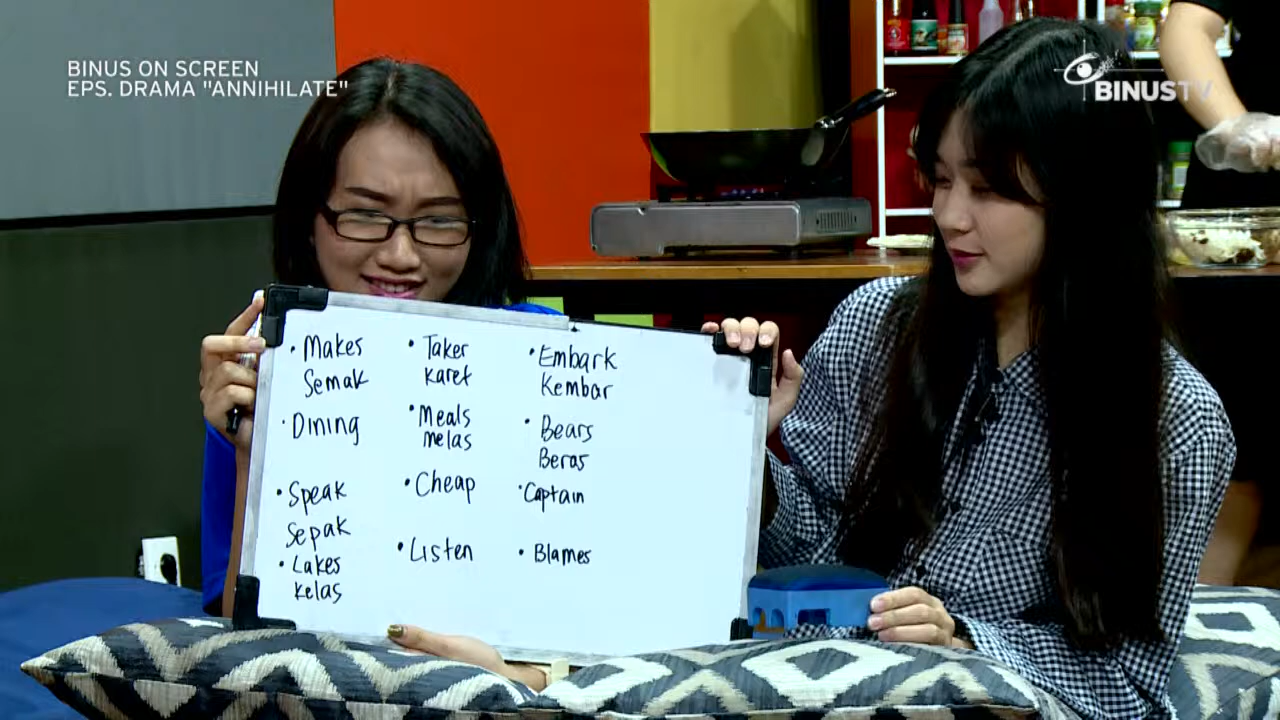 BINUS ON SCREEN
EPS. DRAMA "ANNIHILATE"
BINUSTV
• Makes
Semak
• Dining
• Speak
Sepak
• Lakes
kelas
• Taker
karet
• Meals
melas
• Cheap
• Listen
• Embark
Kembar
• Bears
Beras
• Captain
• Blames